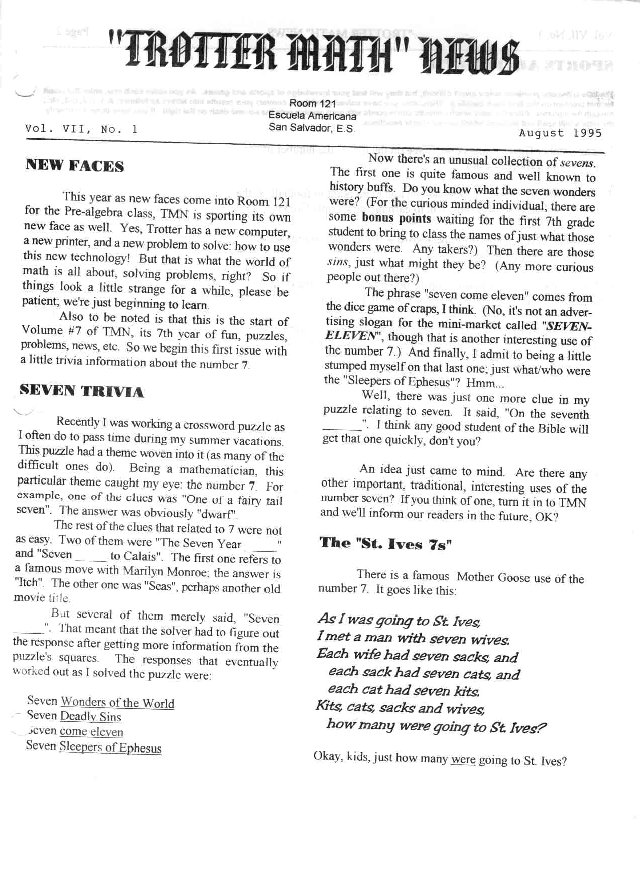 "TROTTER MATH" NEWS
Room 121
Escuela Americana
San Salvador, E.S.
Vol. VII, No. 1
August 1995
NEW FACES
This year as new faces come into Room 121
for the Pre-algebra class, TMN is sporting its own
new face as well. Yes, Trotter has a new computer,
a new printer, and a new problem to solve: how to use
this new technology! But that is what the world of
math is all about, solving problems, right? So if
things look a little strange for a while, please be
patient; we're just beginning to learn.
Also to be noted is that this is the start of
Volume #7 of TMN, its 7th year of fun, puzzles,
problems, news, etc. So we begin this first issue with
a little trivia information about the number 7.
SEVEN TRIVIA
Recently I was working a crossword puzzle as
I often do to pass time during my summer vacations.
This puzzle had a theme woven into it (as many of the
difficult ones do). Being a mathematician, this
particular theme caught my eye: the number 7. For
example, one of the clues was "One of a fairy tail
seven". The answer was obviously "dwarf".
The rest of the clues that related to 7 were not
as easy. Two of them were "The Seven Year ____"
and "Seven ____ to Calais". The first one refers to
a famous move with Marilyn Monroe; the answer is
"Itch". The other one was "Seas", perhaps another old
movie title.
But several of them merely said, "Seven
_____". That meant that the solver had to figure out
the response after getting more information from the
puzzle's squares. The responses that eventually
worked out as I solved the puzzle were:
Seven Wonders of the World
Seven Deadly Sins
Seven come eleven
Seven Sleepers of Ephesus
Now there's an unusual collection of sevens.
The first one is quite famous and well known to
history buffs. Do you know what the seven wonders
were? (For the curious minded individual, there are
some bonus points waiting for the first 7th grade
student to bring to class the names of just what those
wonders were. Any takers?) Then there are those
sins, just what might they be? (Any more curious
people out there?)
The phrase "seven come eleven" comes from
the dice game of craps, I think. (No, it's not an adver-
tising slogan for the mini-market called "SEVEN-
ELEVEN", though that is another interesting use of
the number 7.) And finally, I admit to being a little
stumped myself on that last one; just what/who were
the "Sleepers of Ephesus"? Hmm...
Well, there was just one more clue in my
puzzle relating to seven. It said, "On the seventh
______". I think any good student of the Bible will
get that one quickly, don't you?
An idea just came to mind. Are there any
other important, traditional, interesting uses of the
number seven? If you think of one, turn it in to TMN
and we'll inform our readers in the future, OK?
The "St. Ives 7s"
There is a famous Mother Goose use of the
number 7. It goes like this:
As I was going to St. Ives,
I met a man with seven wives.
Each wife had seven sacks, and
each sack had seven cats, and
each cat had seven kits.
Kits, cats, sacks and wives,
how many were going to St. Ives?
Okay, kids, just how many were going to St. Ives?